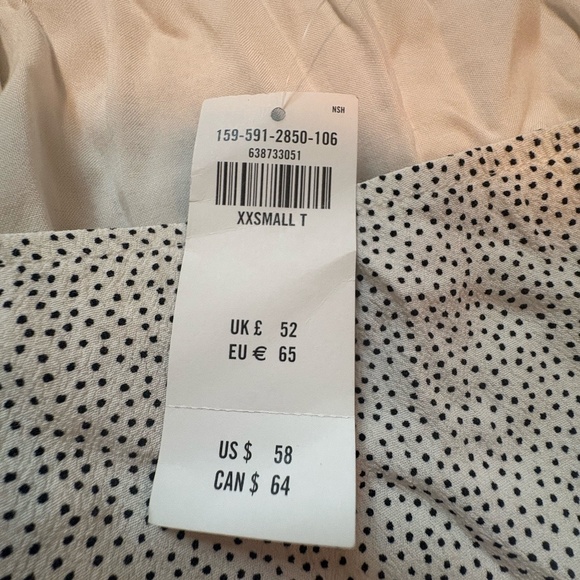 NSH
159-591-2850-106
638733051
XXSMALL T
UK £ 52
EU € 65
US $ 58
CAN $ 64